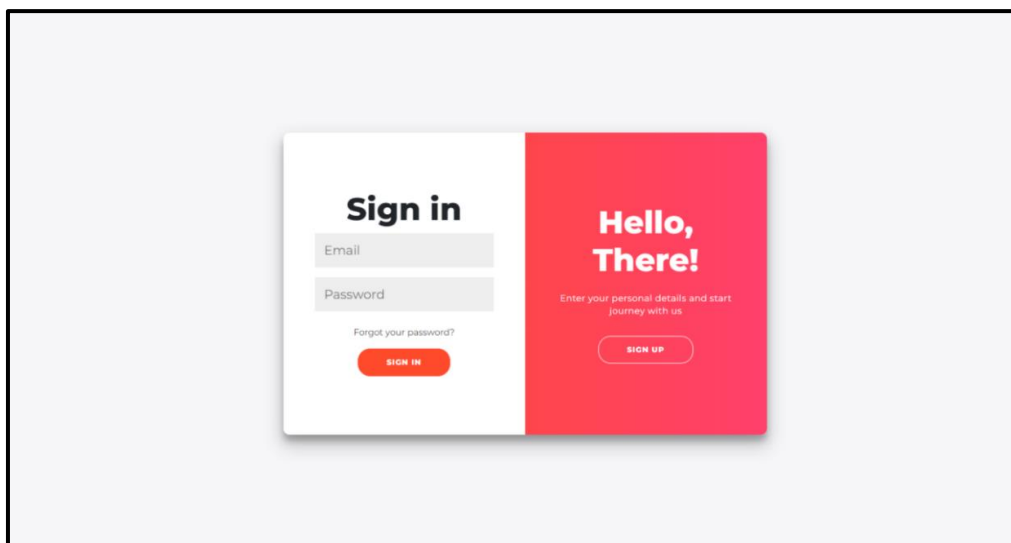 Sign in
Email
Password
Forgot your password?
SIGN IN
Hello,
There!
Enter your personal details and start
journey with us
SIGN UP